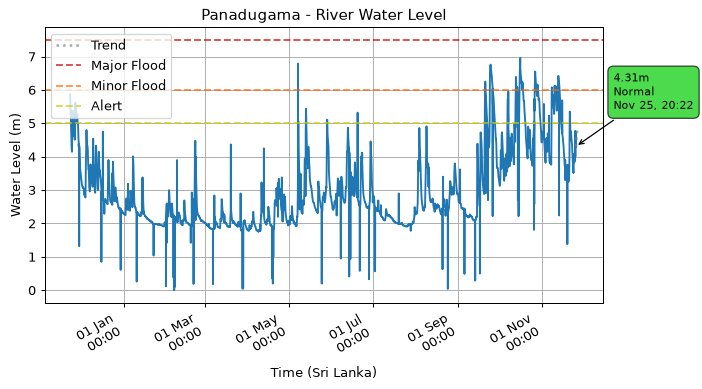 Panadugama - River Water Level
Trend
Major Flood
Minor Flood
Alert
4.31m
Normal
Nov 25, 20:22
Water Level (m)
7
6
5
4
3
2
1
0
01 Jan
00:00
01 Mar
00:00
01 May
00:00
01 Jul
00:00
01 Sep
00:00
01 Nov
00:00
Time (Sri Lanka)